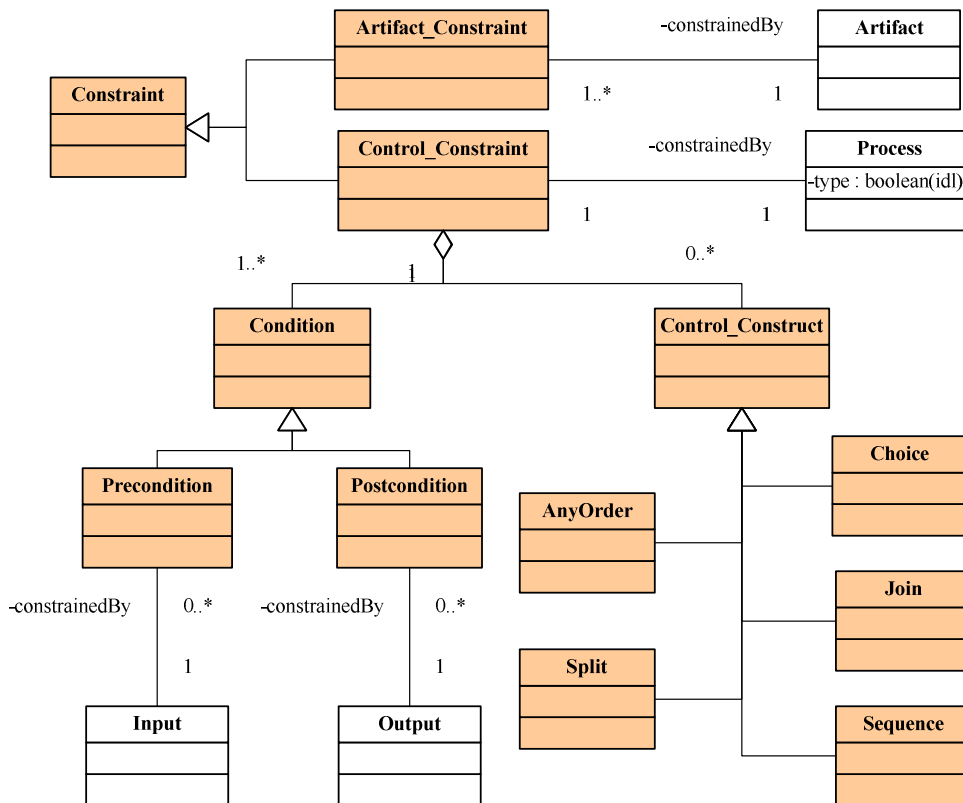 Artifact_Constraint
-constrainedBy
Artifact
Constraint
1..*
1
Control_Constraint
-constrainedBy
Process
-type : boolean(idl)
1
1
1..*
1
1
0..*
Condition
Control_Construct
Precondition
Postcondition
Choice
AnyOrder
-constrainedBy
0..*
-constrainedBy
0..*
Join
1
1
Split
Input
Output
Sequence